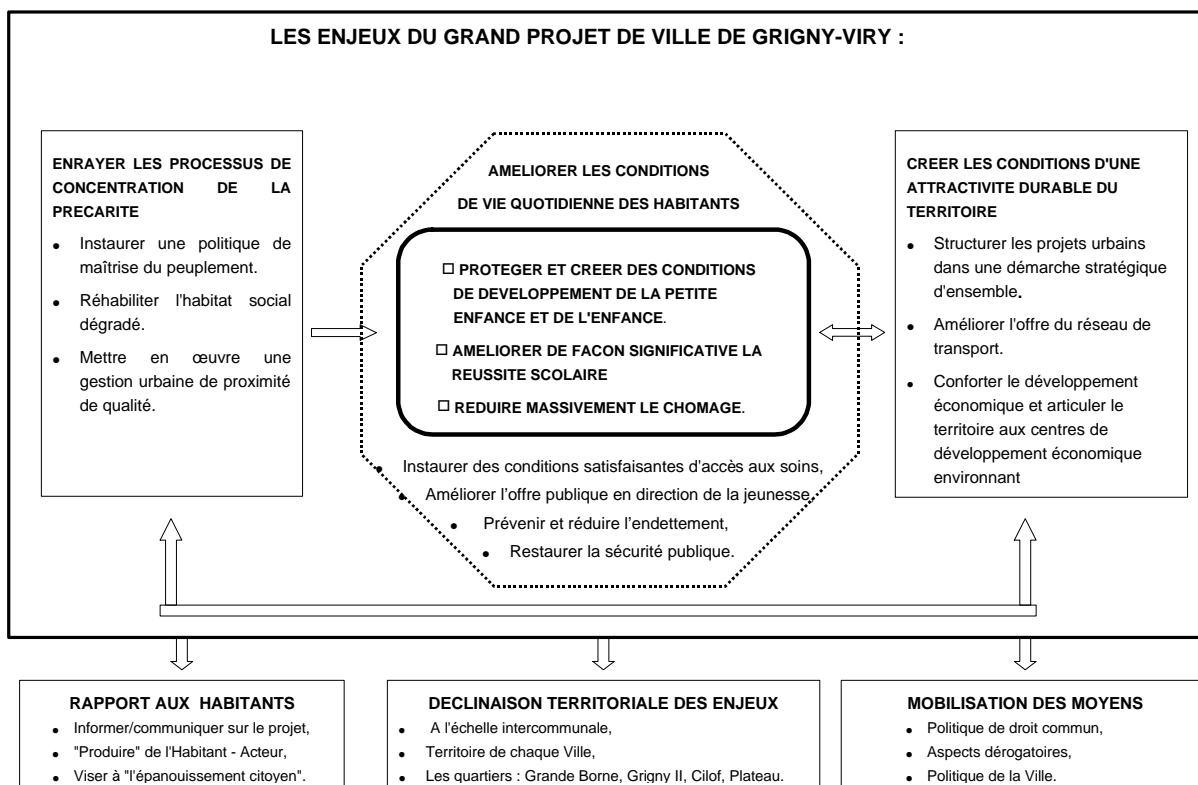 LES ENJEUX DU GRAND PROJET DE VILLE DE GRIGNY-VIRY :
ENRAYER LES PROCESSUS DE
CONCENTRATION DE LA
PRECARITE
• Instaurer une politique de
maîtrise du peuplement.
• Réhabiliter l'habitat social
dégradé.
• Mettre en œuvre une
gestion urbaine de proximité
de qualité.
AMELIORER LES CONDITIONS
DE VIE QUOTIDIENNE DES HABITANTS
□ PROTEGER ET CREER DES CONDITIONS
DE DEVELOPPEMENT DE LA PETITE
ENFANCE ET DE L'ENFANCE.
□ AMELIORER DE FACON SIGNIFICATIVE LA
REUSSITE SCOLAIRE
□ REDUIRE MASSIVEMENT LE CHOMAGE.
• Instaurer des conditions satisfaisantes d'accès aux soins,
• Améliorer l’offre publique en direction de la jeunesse,
• Prévenir et réduire l’endettement,
• Restaurer la sécurité publique.
CREER LES CONDITIONS D'UNE
ATTRACTIVITE DURABLE DU
TERRITOIRE
• Structurer les projets urbains
dans une démarche stratégique
d'ensemble.
• Améliorer l'offre du réseau de
transport.
• Conforter le développement
économique et articuler le
territoire aux centres de
développement économique
environnant
RAPPORT AUX HABITANTS
• Informer/communiquer sur le projet,
• "Produire" de l'Habitant - Acteur,
• Viser à "l'épanouissement citoyen".
DECLINAISON TERRITORIALE DES ENJEUX
• A l'échelle intercommunale,
• Territoire de chaque Ville,
• Les quartiers : Grande Borne, Grigny II, Cilof, Plateau.
MOBILISATION DES MOYENS
• Politique de droit commun,
• Aspects dérogatoires,
• Politique de la Ville.